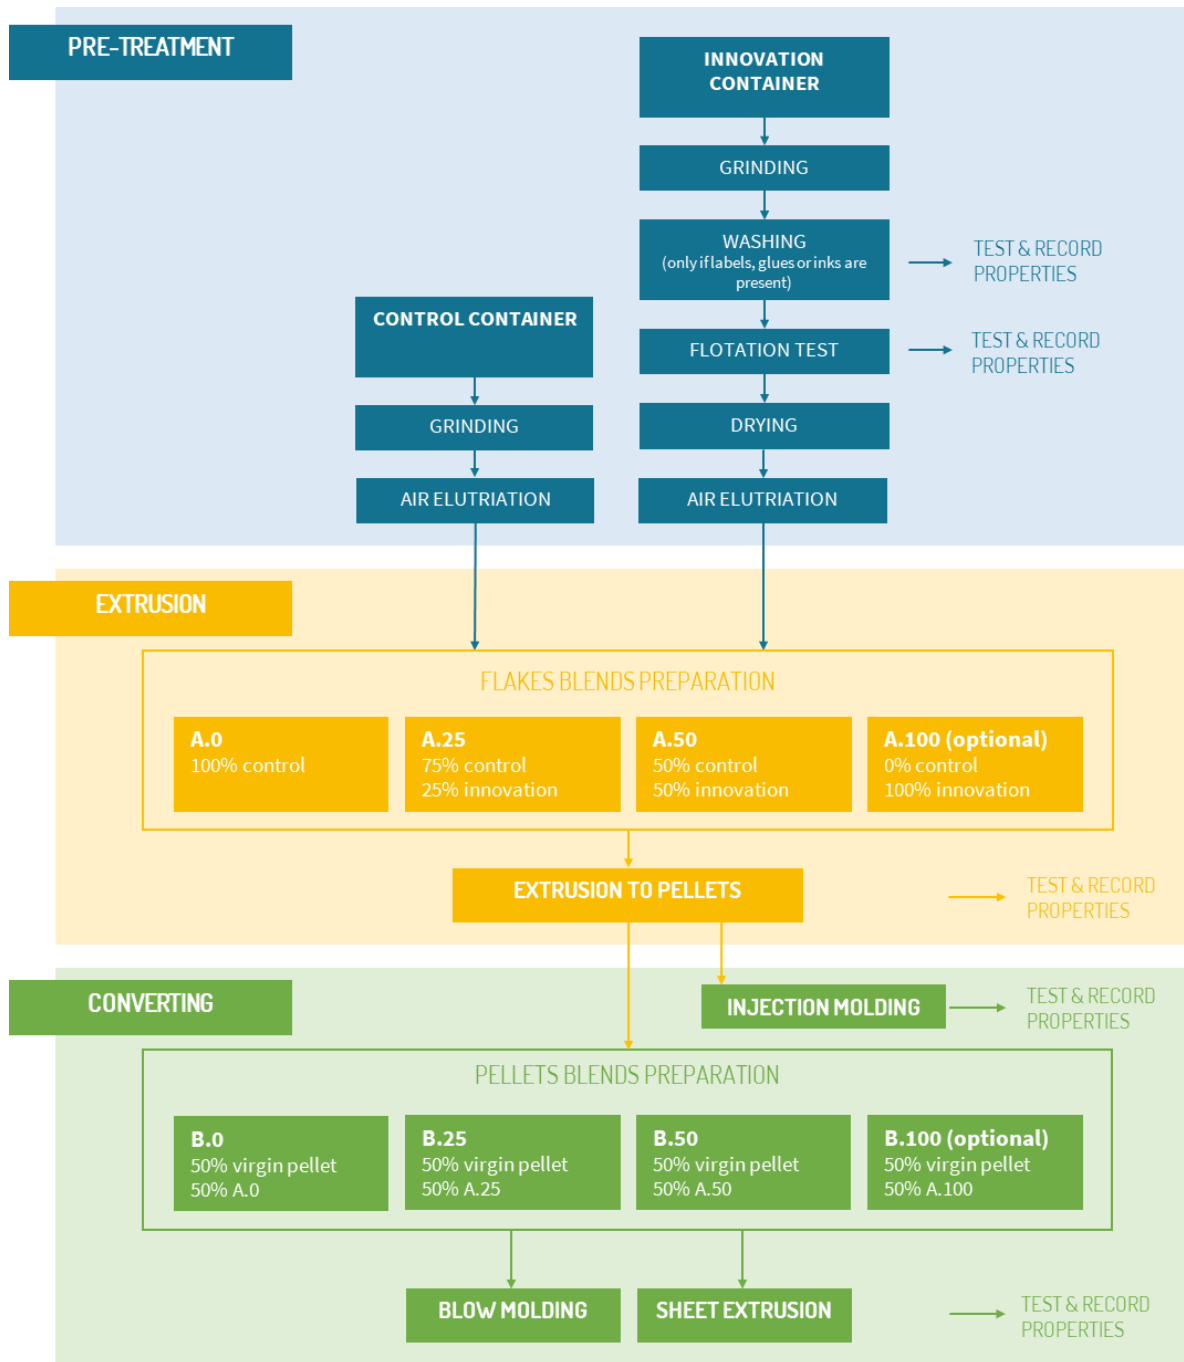 PRE-TREATMENT
INNOVATION
CONTAINER
GRINDING
WASHING
(only if labels, glues or inks are
present)
TEST & RECORD
PROPERTIES
CONTROL CONTAINER
FLOTATION TEST
TEST & RECORD
PROPERTIES
GRINDING
DRYING
AIR ELUTRIATION
AIR ELUTRIATION
EXTRUSION
FLAKES BLENDS PREPARATION
A.0
100% control
A.25
75% control
25% innovation
A.50
50% control
50% innovation
A.100 (optional)
0% control
100% innovation
EXTRUSION TO PELLETS
TEST & RECORD
PROPERTIES
CONVERTING
INJECTION MOLDING
TEST & RECORD
PROPERTIES
PELLETS BLENDS PREPARATION
B.0
50% virgin pellet
50% A.0
B.25
50% virgin pellet
50% A.25
B.50
50% virgin pellet
50% A.50
B.100 (optional)
50% virgin pellet
50% A.100
BLOW MOLDING
SHEET EXTRUSION
TEST & RECORD
PROPERTIES